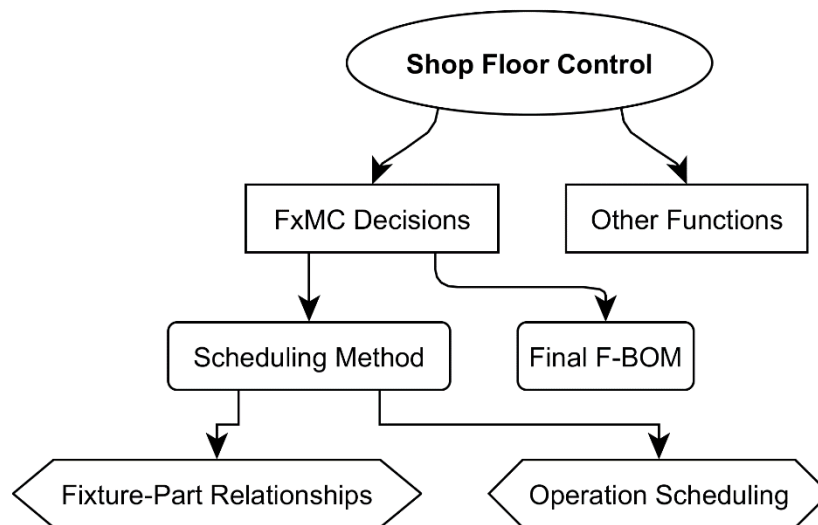 Shop Floor Control
FxMC Decisions
Other Functions
Scheduling Method
Final F-BOM
Fixture-Part Relationships
Operation Scheduling